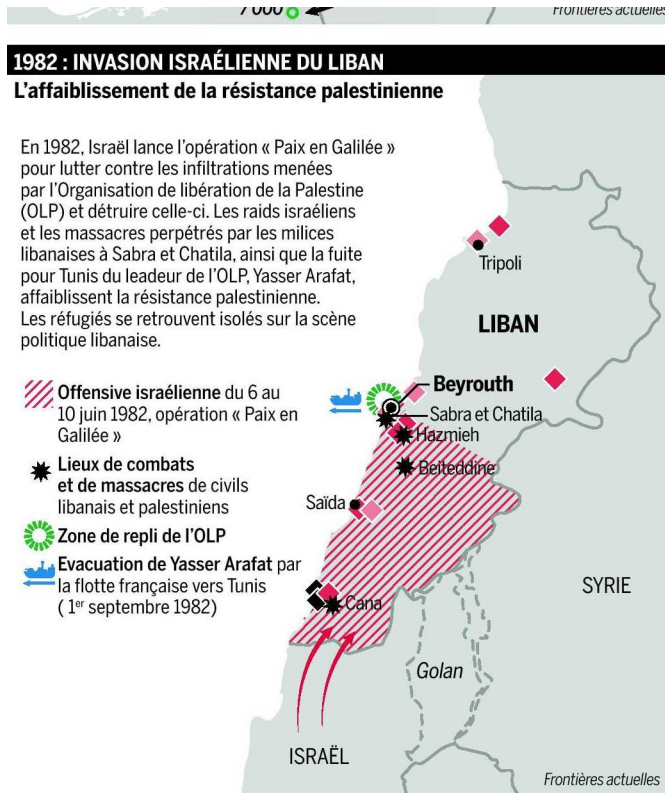 7 000
Frontières actuelles
1982 : INVASION ISRAÉLIENNE DU LIBAN
L'affaiblissement de la résistance palestinienne
En 1982, Israël lance l'opération « Paix en Galilée »
pour lutter contre les infiltrations menées
par l'Organisation de libération de la Palestine
(OLP) et détruire celle-ci. Les raids israéliens
et les massacres perpétrés par les milices
libanaises à Sabra et Chatila, ainsi que la fuite
pour Tunis du leadeur de l'OLP, Yasser Arafat,
affaiblissent la résistance palestinienne.
Les réfugiés se retrouvent isolés sur la scène
politique libanaise.
Offensive israélienne du 6 au
10 juin 1982, opération « Paix en
Galilée »
Lieux de combats
et de massacres de civils
libanais et palestiniens
Zone de repli de l'OLP
Evacuation de Yasser Arafat par
la flotte française vers Tunis
( 1er septembre 1982)
Tripoli
LIBAN
Beyrouth
Sabra et Chatila
Hazmieh
Beiteddine
Saïda
Cana
SYRIE
Golan
ISRAËL
Frontières actuelles